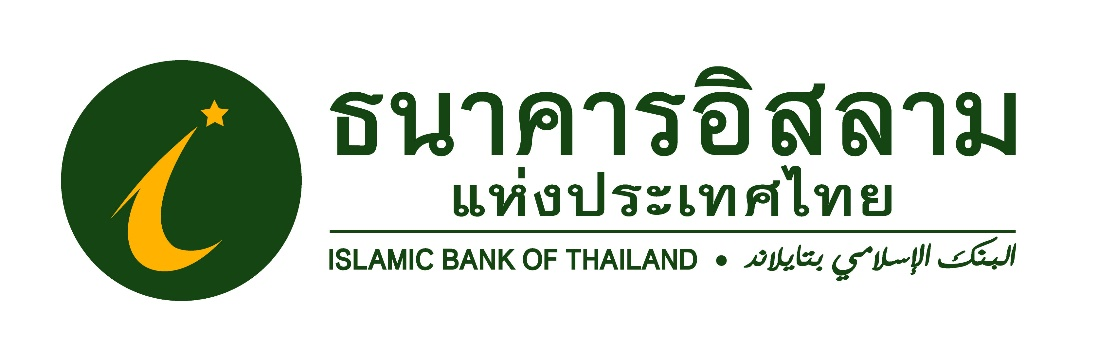 ธนาคารอิสลาม
แห่งประเทศไทย
ISLAMIC BANK OF THAILAND • البنك الإسلامي بتايلاند